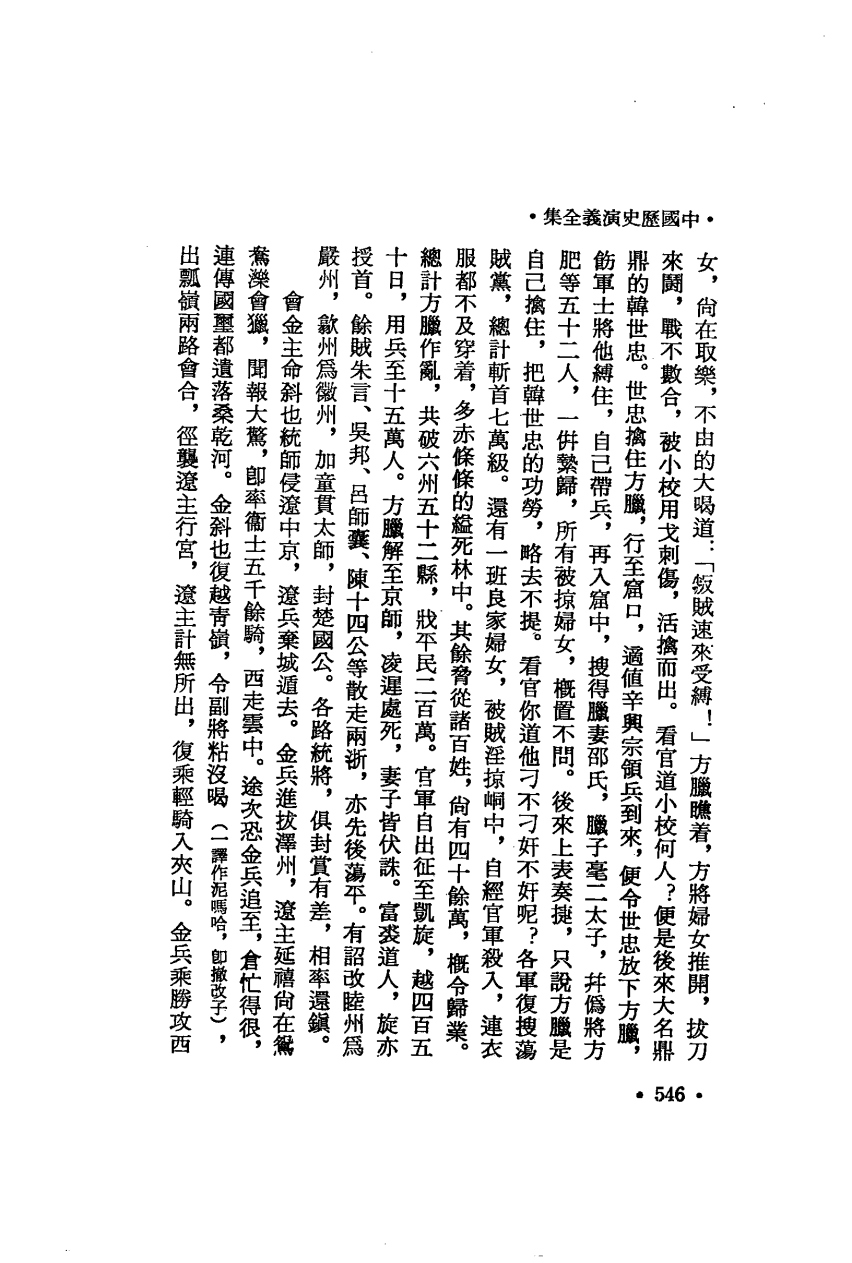 •中國歷史演義全集•
女，尙在取樂，不由的大喝道：「叛賊速來受縛！」方臘瞧着，方將婦女推開，拔刀
來鬪，戰不數合，被小校用戈刺傷，活擒而出。看官道小校何人？便是後來大名鼎
鼎的韓世忠。世忠擒住方臘，行至窟口，適値辛興宗領兵到來，便令世忠放下方臘，
飭軍士將他縛住，自己帶兵，再入窟中，搜得臘妻邵氏，臘子毫二太子，幷僞將方
肥等五十二人，一併縶歸，所有被掠婦女，槪置不問。後來上表奏捷，只說方臘是
自己擒住，把韓世忠的功勞，略去不提。看官你道他刁不刁奸不奸呢？各軍復搜蕩
賊黨，總計斬首七萬級。還有一班良家婦女，被賊淫掠峒中，自經官軍殺入，連衣
服都不及穿着，多赤條條的縊死林中。其餘脅從諸百姓，尙有四十餘萬，槪令歸業。
總計方臘作亂，共破六州五十二縣，戕平民二百萬。官軍自出征至凱旋，越四百五
十日，用兵至十五萬人。方臘解至京師，凌遲處死，妻子皆伏誅。富裘道人，旋亦
授首。餘賊朱言、吳邦、呂師囊、陳十四公等散走兩浙，亦先後蕩平。有詔改睦州爲
嚴州，歙州爲徽州，加童貫太師，封楚國公。各路統將，俱封賞有差，相率還鎭。
會金主命斜也統師侵遼中京，遼兵棄城遁去。金兵進拔澤州，遼主延禧尙在鴛
鴦濼會獵，聞報大驚，卽率衞士五千餘騎，西走雲中。途次恐金兵追至，倉忙得很，
連傳國璽都遺落桑乾河。金斜也復越靑嶺，令副將粘沒喝（一譯作泥嗎哈，卽撒改子），
出瓢嶺兩路會合，徑襲遼主行宮，遼主計無所出，復乘輕騎入夾山。金兵乘勝攻西
•546•